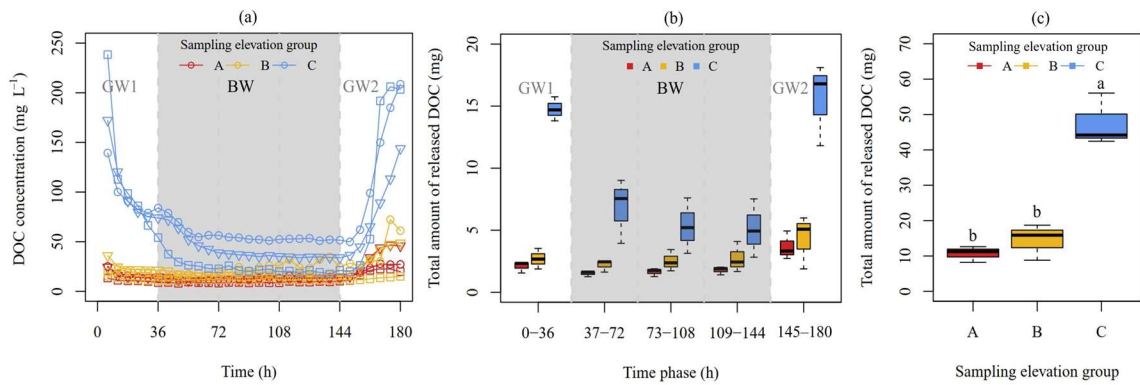 (a)
DOC concentration (mg L⁻¹)
250
200
150
100
50
0
Sampling elevation group
A B C
GW1
BW
GW2
0 36 72 108 144 180
Time (h)
(b)
Total amount of released DOC (mg)
20
15
10
5
0
Sampling elevation group
A B C
GW1
BW
GW2
0−36 37−72 73−108 109−144 145−180
Time phase (h)
(c)
Total amount of released DOC (mg)
70
60
50
40
30
20
10
0
Sampling elevation group
A B C
a
b
b
A B C
Sampling elevation group